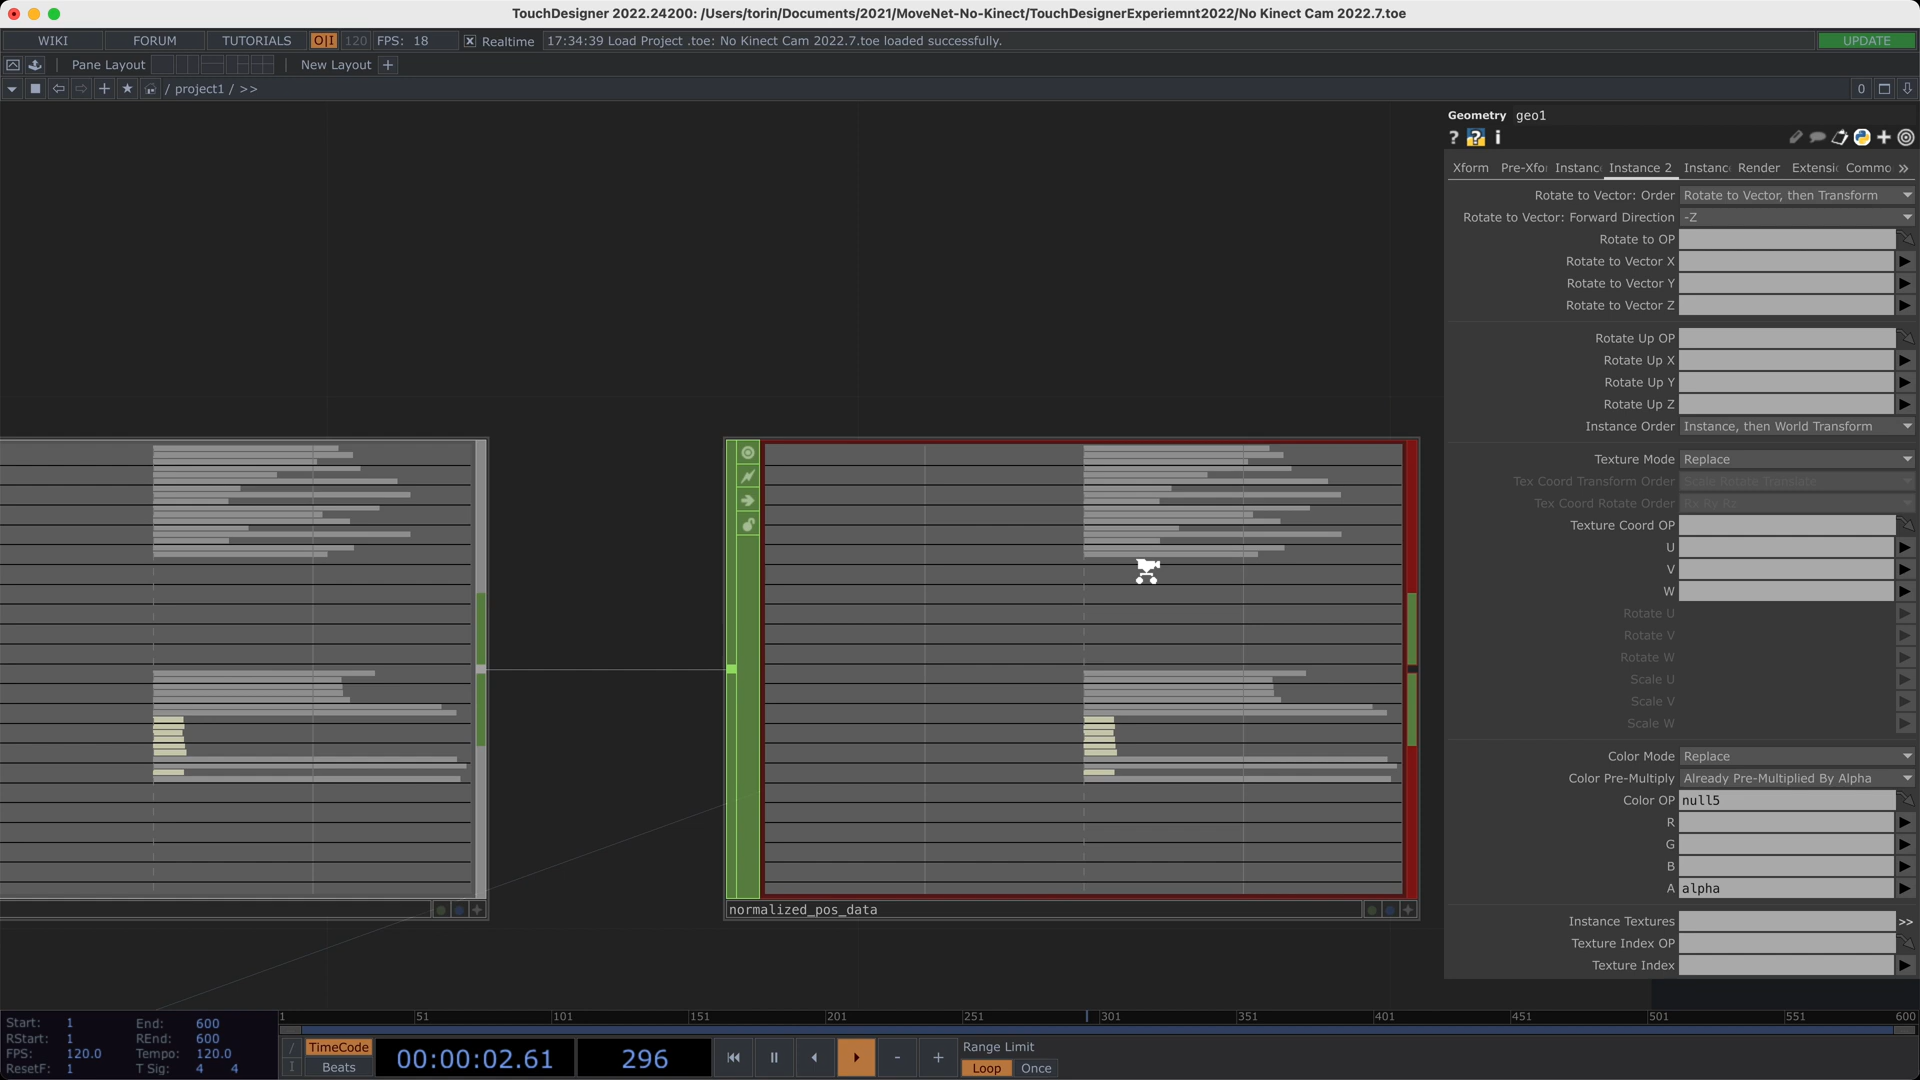 TouchDesigner 2022.24200: /Users/torin/Documents/2021/MoveNet-No-Kinect/TouchDesignerExperiemnt2022/No Kinect Cam 2022.7.toe
WIKI FORUM TUTORIALS O|I 120 FPS: 18 Realtime 17:34:39 Load Project .toe: No Kinect Cam 2022.7.toe loaded successfully. UPDATE
Pane Layout New Layout +
/ project1 / >> 0
Geometry geo1
? ? i
Xform Pre-Xfo Instanc Instance 2 Instanc Render Extensi Commo »
Rotate to Vector: Order Rotate to Vector, then Transform
Rotate to Vector: Forward Direction -Z
Rotate to OP
Rotate to Vector X
Rotate to Vector Y
Rotate to Vector Z
Rotate Up OP
Rotate Up X
Rotate Up Y
Rotate Up Z
Instance Order Instance, then World Transform
Texture Mode Replace
Tex Coord Transform Order Scale Rotate Translate
Tex Coord Rotate Order Rx Ry Rz
Texture Coord OP
U
V
W
Rotate U
Rotate V
Rotate W
Scale U
Scale V
Scale W
Color Mode Replace
Color Pre-Multiply Already Pre-Multiplied By Alpha
Color OP null5
R
G
B
A alpha
normalized_pos_data
Instance Textures >>
Texture Index OP
Texture Index
1 51 101 151 201 251 301 351 401 451 501 551 600
Start: 1 End: 600
RStart: 1 REnd: 600
FPS: 120.0 Tempo: 120.0
ResetF: 1 T Sig: 4 4
/ I
TimeCode
Beats
00:00:02.61 296
- +
Range Limit
Loop Once